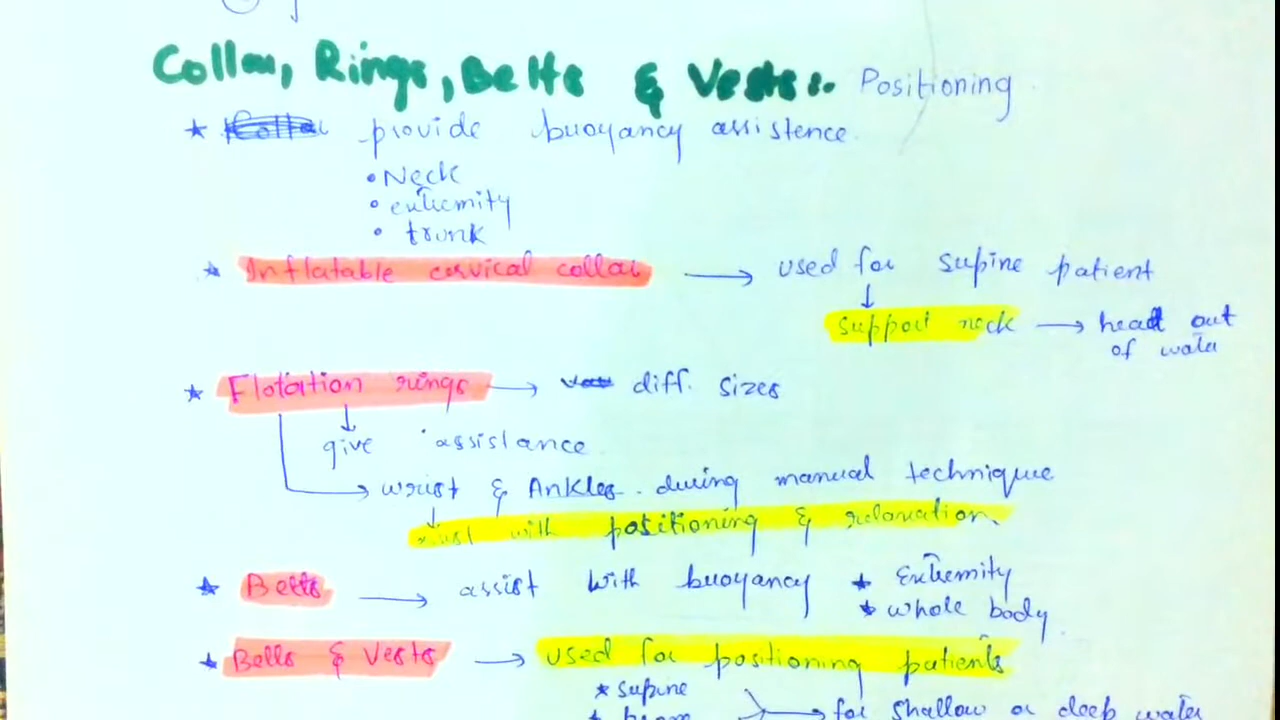 Collar, Rings, Belts & Vests:- Positioning
★ provide buoyancy assistence
• Neck
• extremity
• trunk
★ Inflatable cervical collar → used for supine patient
↓
support neck → head out
of water
★ Flotation rings → diff. sizes
↓
give assistance
→ wrist & Ankles during manual technique
↓
with positioning & relaxation
★ Belts → assist with buoyancy ★ Extremity
★ whole body
★ Belts & Vests → used for positioning patients
★ supine
→ for shallow or deep water